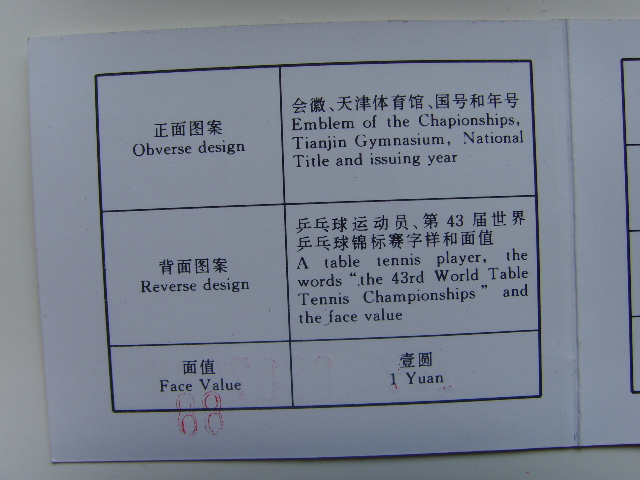 正面图案
Obverse design
会徽、天津体育馆、国号和年号
Emblem of the Chapionships,
Tianjin Gymnasium, National
Title and issuing year
背面图案
Reverse design
乒乓球运动员、第 43 届世界
乒乓球锦标赛字样和面值
A table tennis player, the
words “the 43rd World Table
Tennis Championships” and
the face value
面值
Face Value
壹圆
1 Yuan